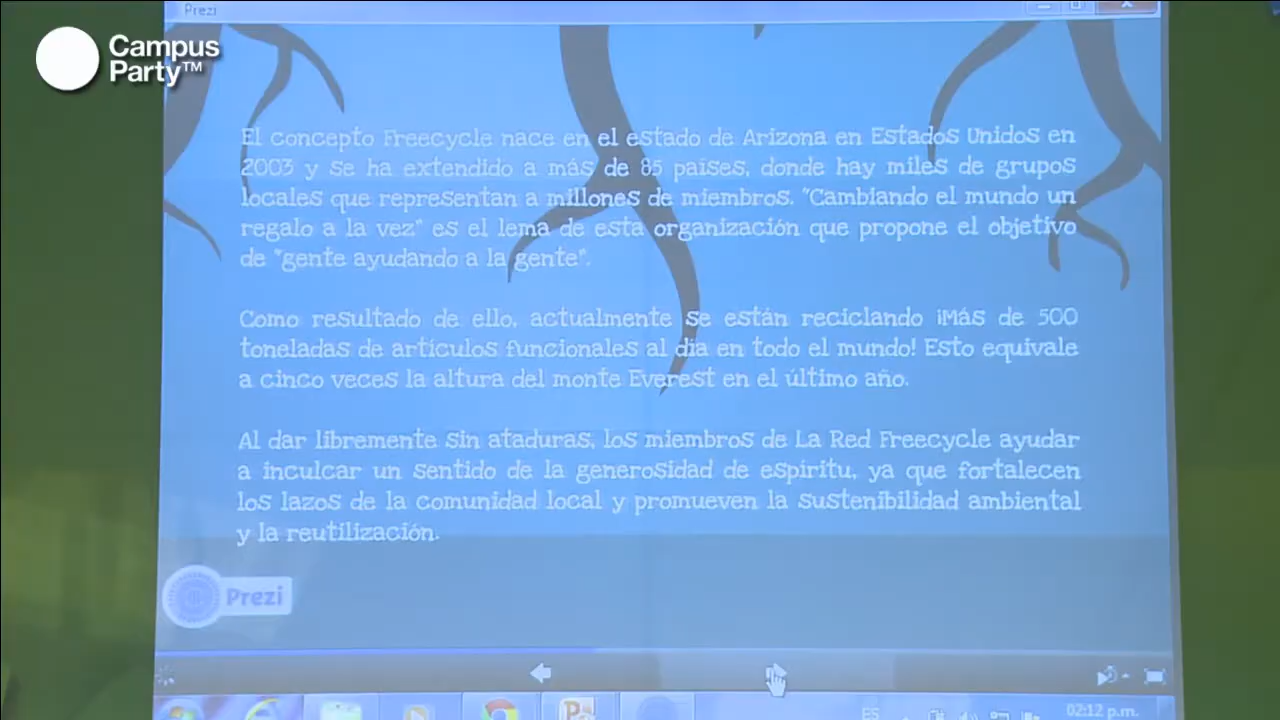 Prezi
Campus
Party™
El concepto Freecycle nace en el estado de Arizona en Estados Unidos en
2003 y se ha extendido a más de 85 países, donde hay miles de grupos
locales que representan a millones de miembros. "Cambiando el mundo un
regalo a la vez" es el lema de esta organización que propone el objetivo
de "gente ayudando a la gente".
Como resultado de ello, actualmente se están reciclando ¡Más de 500
toneladas de artículos funcionales al día en todo el mundo! Esto equivale
a cinco veces la altura del monte Everest en el último año.
Al dar libremente sin ataduras, los miembros de La Red Freecycle ayudar
a inculcar un sentido de la generosidad de espíritu, ya que fortalecen
los lazos de la comunidad local y promueven la sustenibilidad ambiental
y la reutilización.
Prezi
ES
02:12 p.m.